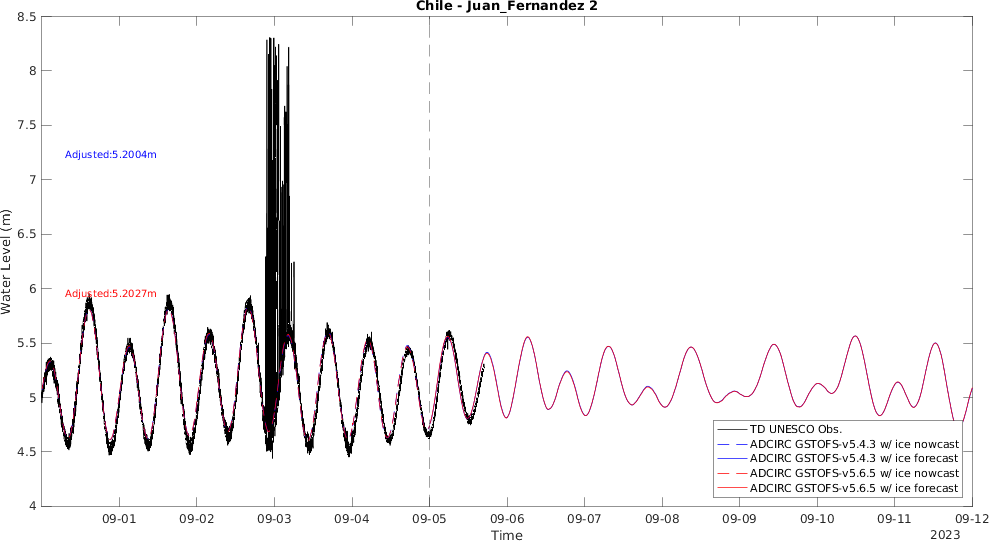 Chile - Juan_Fernandez 2
8.5
8
7.5
7
6.5
6
5.5
5
4.5
4
Water Level (m)
Adjusted:5.2004m
Adjusted:5.2027m
TD UNESCO Obs.
ADCIRC GSTOFS-v5.4.3 w/ ice nowcast
ADCIRC GSTOFS-v5.4.3 w/ ice forecast
ADCIRC GSTOFS-v5.6.5 w/ ice nowcast
ADCIRC GSTOFS-v5.6.5 w/ ice forecast
09-01 09-02 09-03 09-04 09-05 09-06 09-07 09-08 09-09 09-10 09-11 09-12
Time
2023